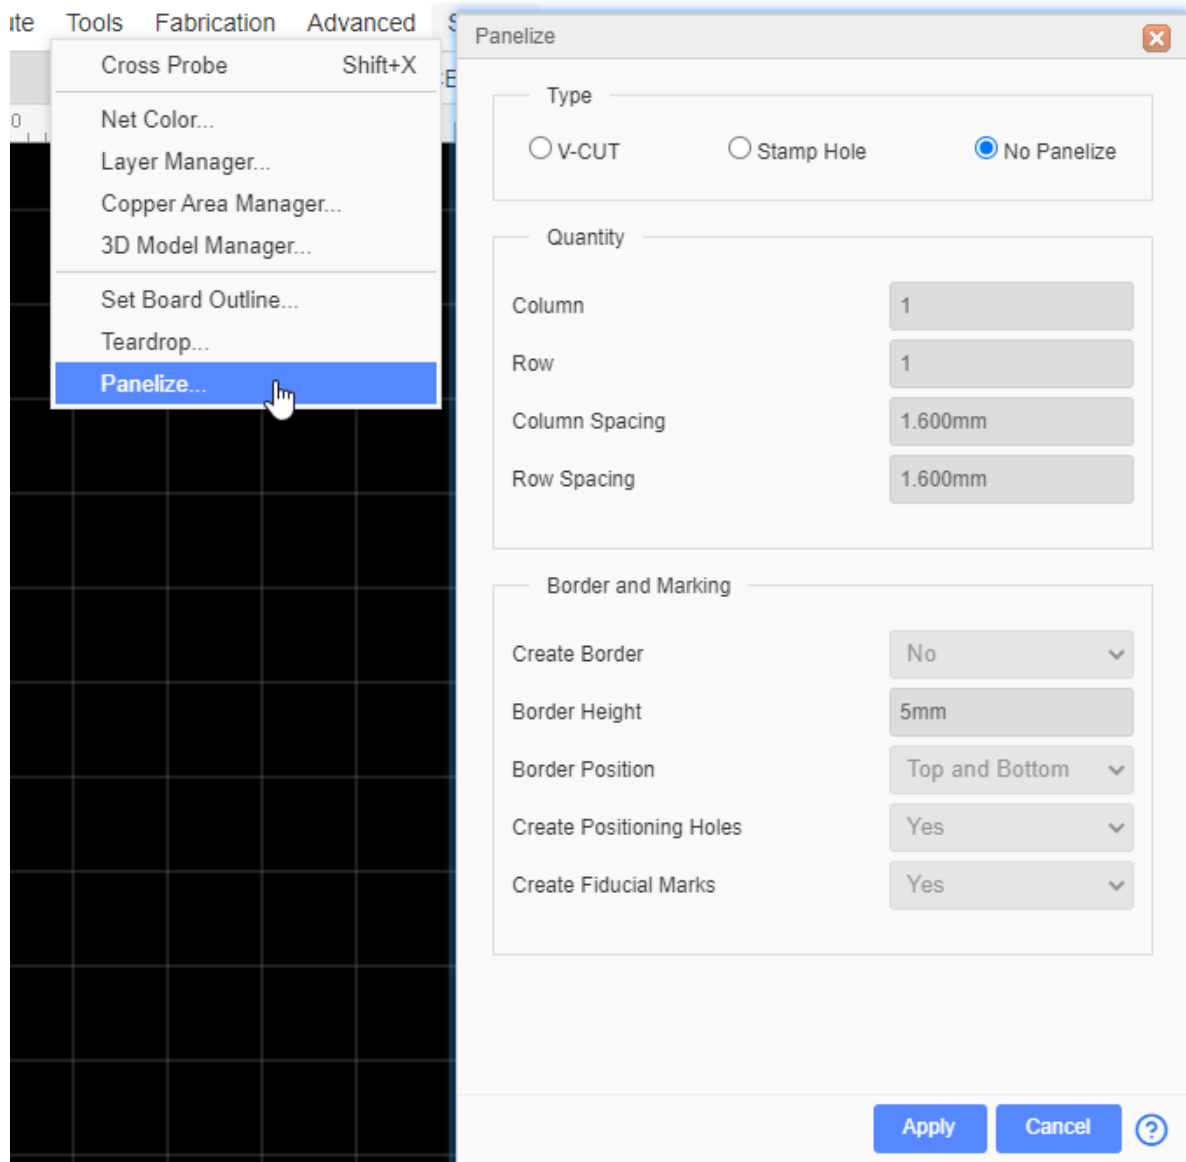 ute Tools Fabrication Advanced S
Cross Probe Shift+X
Net Color...
Layer Manager...
Copper Area Manager...
3D Model Manager...
Set Board Outline...
Teardrop...
Panelize...
0
Panelize
Type
V-CUT Stamp Hole No Panelize
Quantity
Column 1
Row 1
Column Spacing 1.600mm
Row Spacing 1.600mm
Border and Marking
Create Border No
Border Height 5mm
Border Position Top and Bottom
Create Positioning Holes Yes
Create Fiducial Marks Yes
Apply Cancel ?